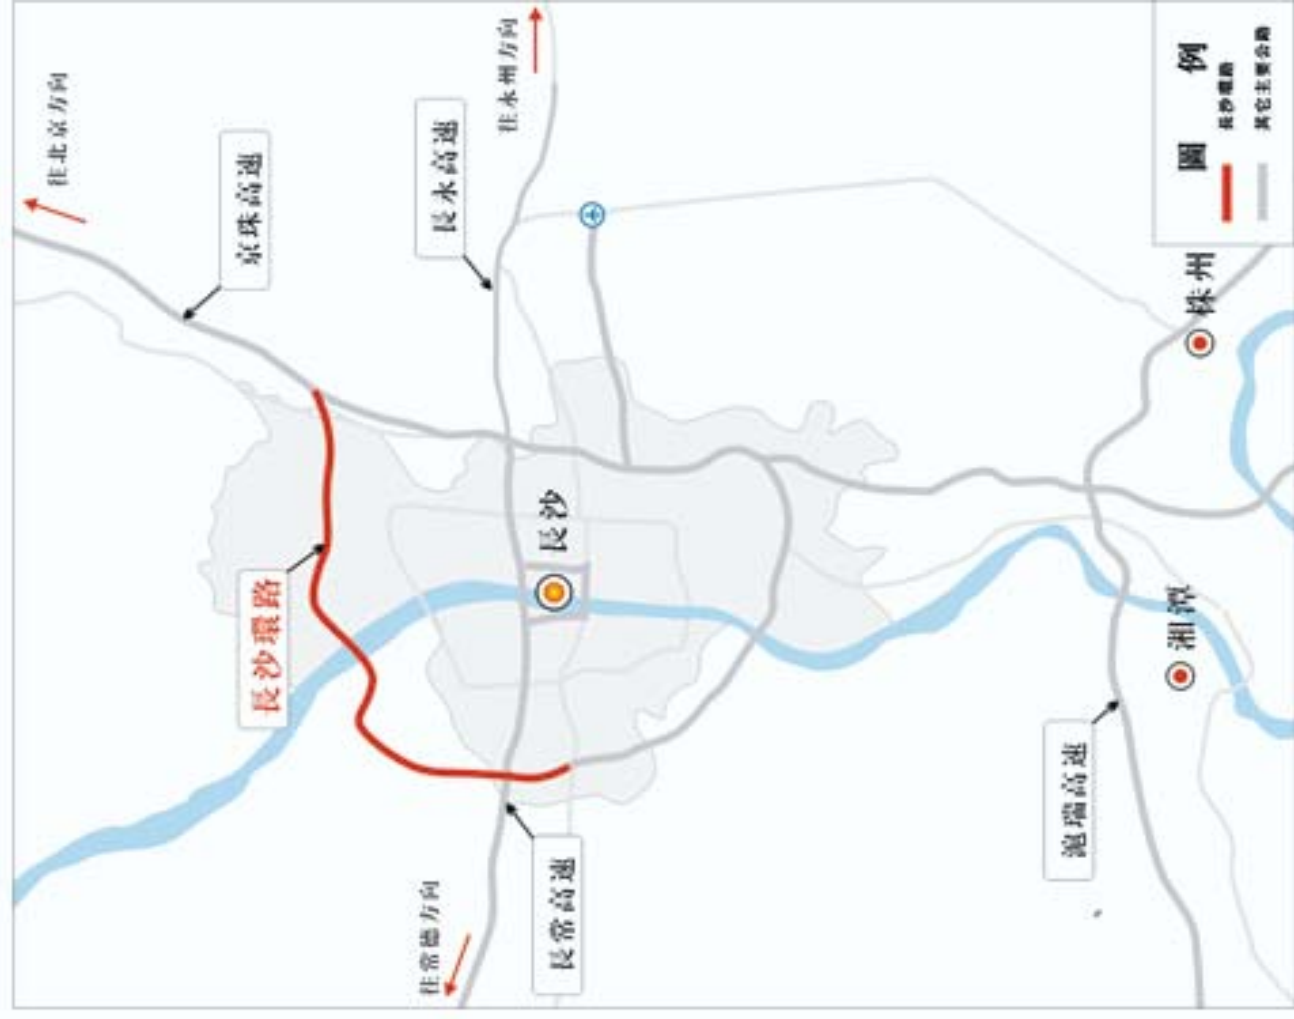 往北京方向
京珠高速
長沙環路
往常德方向
長永高速
往永州方向
長沙
長常高速
滬瑞高速
湘潭
株州
圖 例
長沙環路
其它主要公路